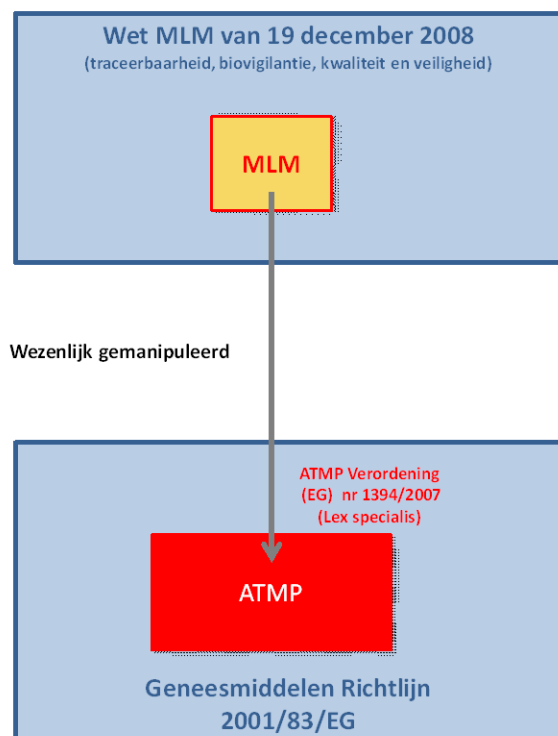 Wet MLM van 19 december 2008
(traceerbaarheid, biovigilantie, kwaliteit en veiligheid)
MLM
Wezenlijk gemanipuleerd
ATMP Verordening
(EG) nr 1394/2007
(Lex specialis)
ATMP
Geneesmiddelen Richtlijn
2001/83/EG